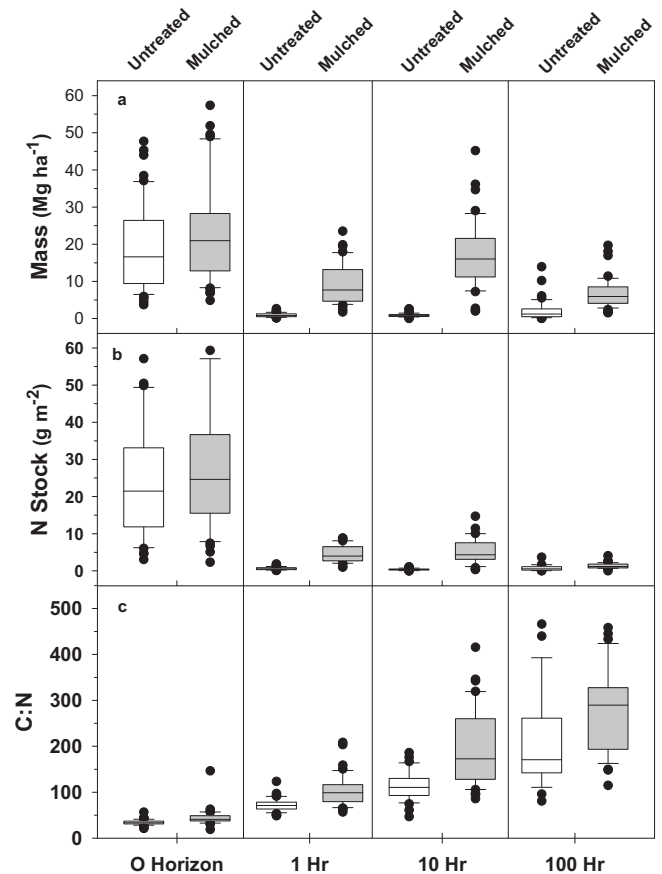 Untreated Mulched Untreated Mulched Untreated Mulched Untreated Mulched
a
Mass (Mg ha⁻¹)
60
50
40
30
20
10
0
b
N Stock (g m⁻²)
60
50
40
30
20
10
0
c
C:N
500
400
300
200
100
0
O Horizon 1 Hr 10 Hr 100 Hr